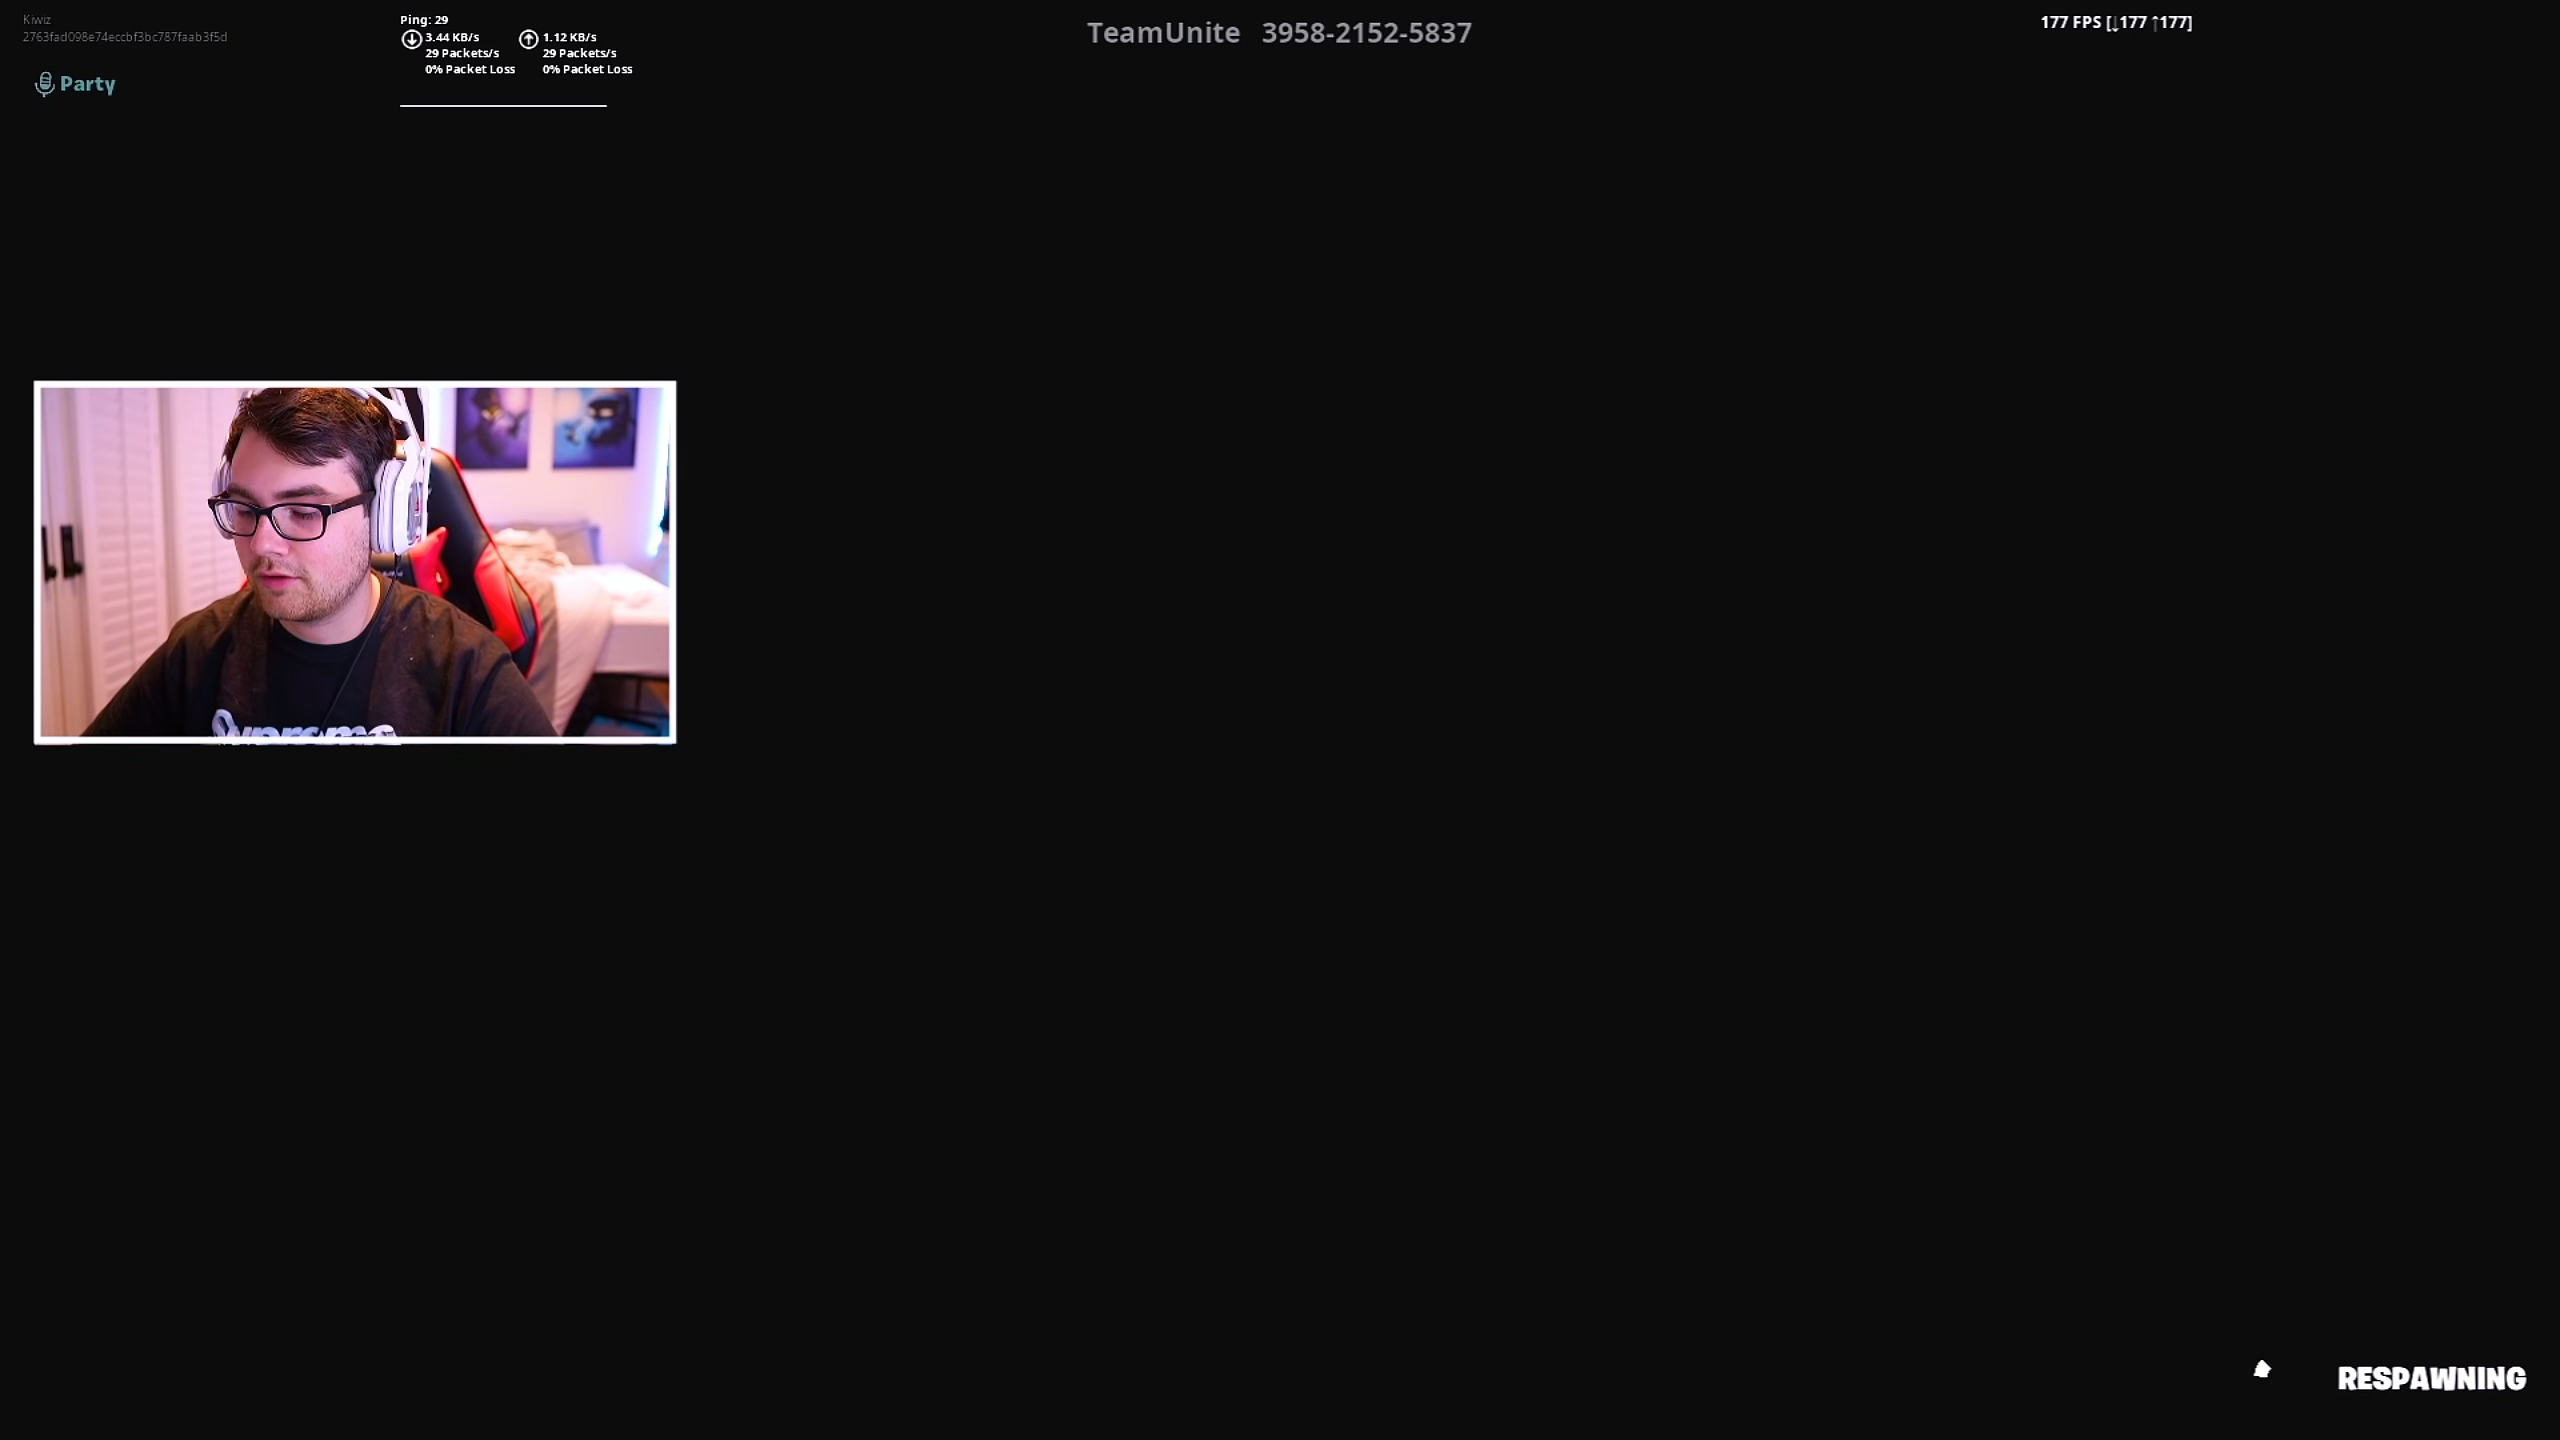 Kiwiz
2763fad098e74eccbf3bc787faab3f5d
Party
Ping: 29
3.44 KB/s
29 Packets/s
0% Packet Loss
1.12 KB/s
29 Packets/s
0% Packet Loss
TeamUnite 3958-2152-5837
177 FPS [↓177 ↑177]
Supreme
RESPAWNING